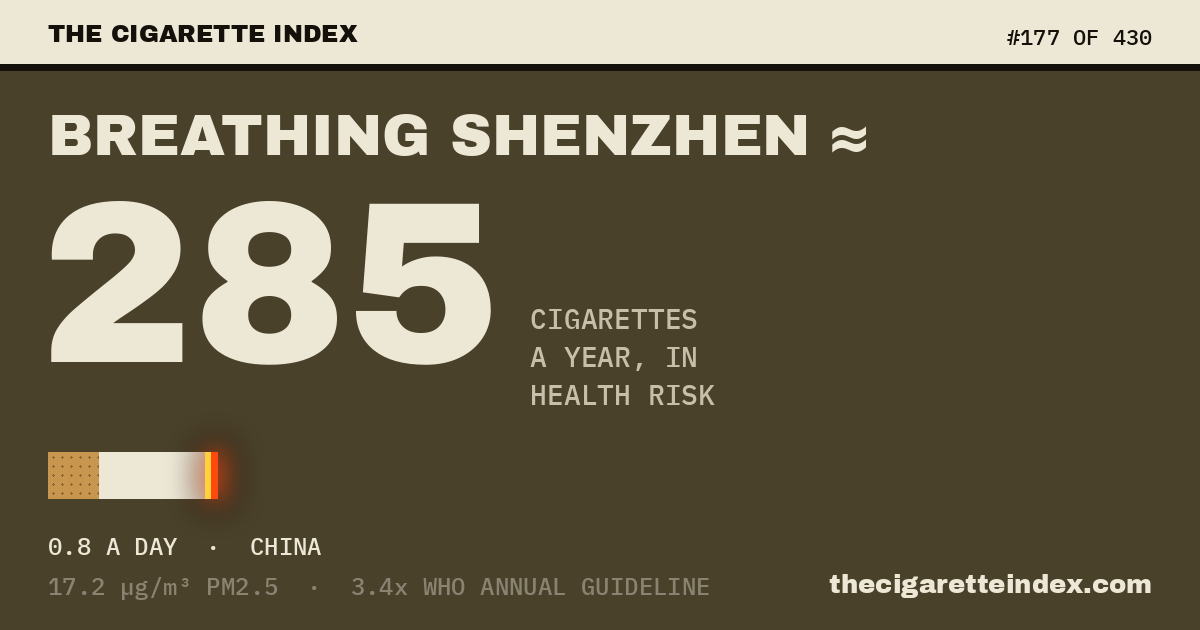 THE CIGARETTE INDEX
#177 OF 430
BREATHING SHENZHEN ≈
285
CIGARETTES
A YEAR, IN
HEALTH RISK
0.8 A DAY · CHINA
17.2 µg/m³ PM2.5 · 3.4x WHO ANNUAL GUIDELINE
thecigaretteindex.com